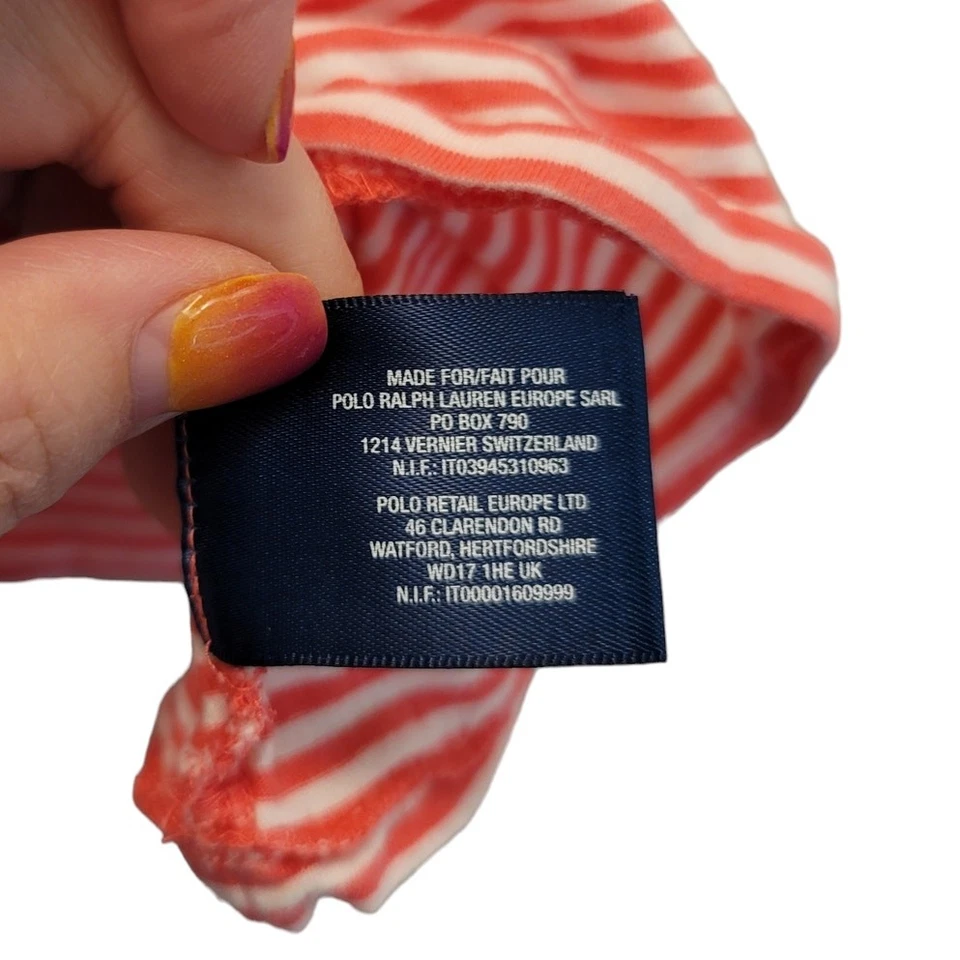 MADE FOR/FAIT POUR
POLO RALPH LAUREN EUROPE SARL
PO BOX 790
1214 VERNIER SWITZERLAND
N.I.F.: IT03945310963
POLO RETAIL EUROPE LTD
46 CLARENDON RD
WATFORD, HERTFORDSHIRE
WD17 1HE UK
N.I.F.: IT00001609999